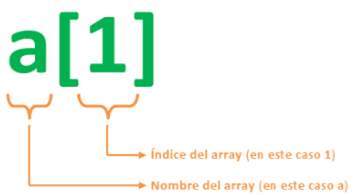 a[1]
Índice del array (en este caso 1)
Nombre del array (en este caso a)